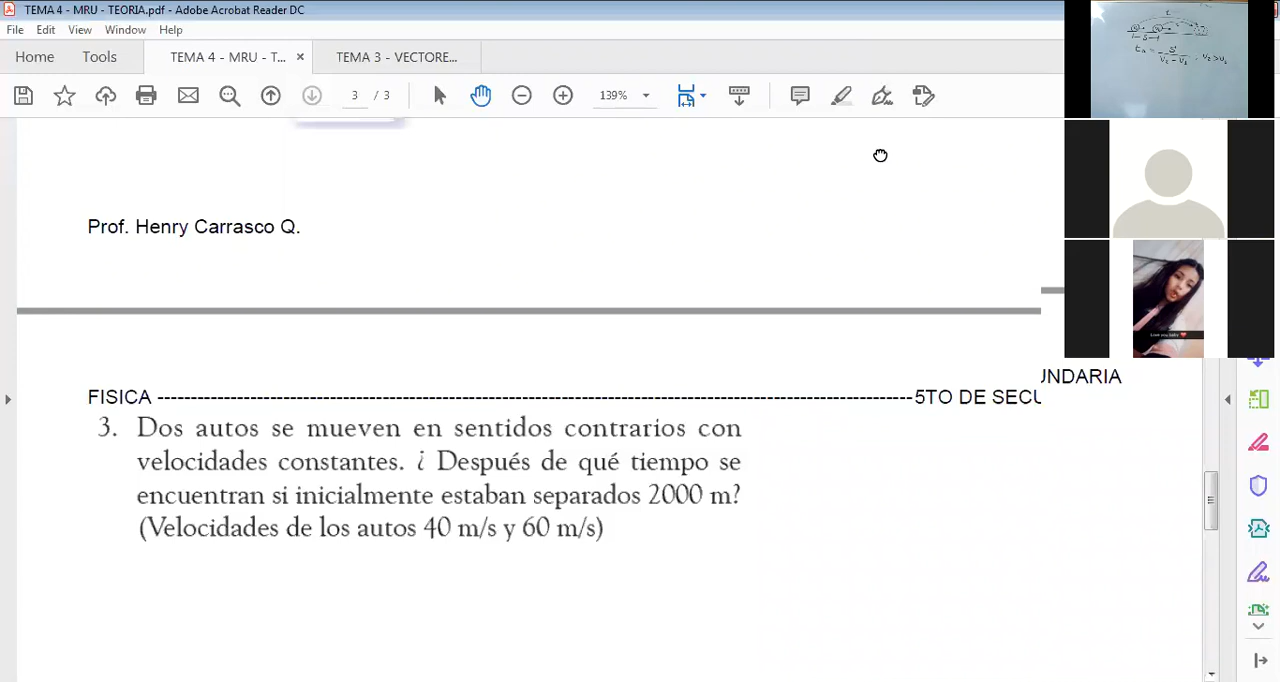 TEMA 4 - MRU - TEORIA.pdf - Adobe Acrobat Reader DC
File Edit View Window Help
Home Tools TEMA 4 - MRU - T... × TEMA 3 - VECTORE...
3 / 3 139%
Prof. Henry Carrasco Q.
UNDARIA
FISICA ------------------------------------------------------------------------------------------------------------------5TO DE SECU
3. Dos autos se mueven en sentidos contrarios con
velocidades constantes. ¿ Después de qué tiempo se
encuentran si inicialmente estaban separados 2000 m?
(Velocidades de los autos 40 m/s y 60 m/s)